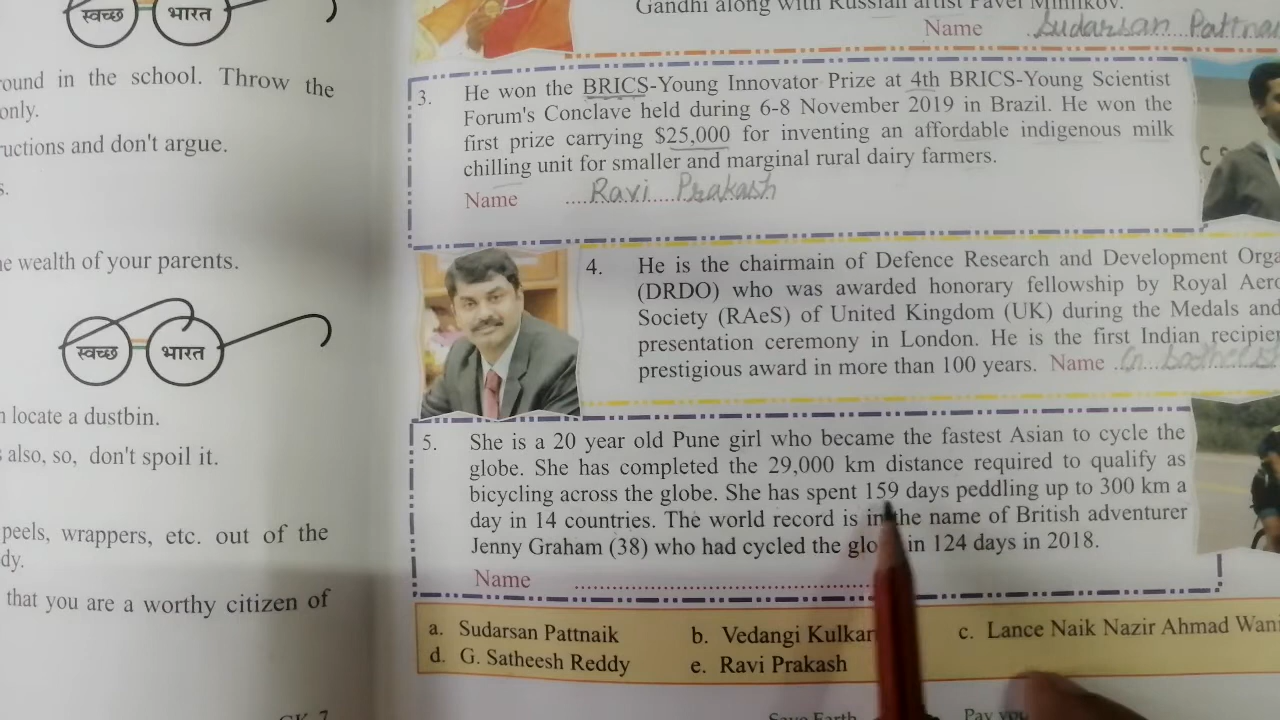 स्वच्छ भारत
round in the school. Throw the
only.
ructions and don't argue.
s.
e wealth of your parents.
स्वच्छ भारत
locate a dustbin.
also, so, don't spoil it.
peels, wrappers, etc. out of the
dy.
that you are a worthy citizen of
GK-7
Gandhi along with Russian artist Pavel Minnkov.
Name Sudarsan Pattnai
3. He won the BRICS-Young Innovator Prize at 4th BRICS-Young Scientist
Forum's Conclave held during 6-8 November 2019 in Brazil. He won the
first prize carrying $25,000 for inventing an affordable indigenous milk
chilling unit for smaller and marginal rural dairy farmers.
Name Ravi Prakash
4. He is the chairmain of Defence Research and Development Orga
(DRDO) who was awarded honorary fellowship by Royal Aero
Society (RAeS) of United Kingdom (UK) during the Medals and
presentation ceremony in London. He is the first Indian recipie
prestigious award in more than 100 years. Name G.
5. She is a 20 year old Pune girl who became the fastest Asian to cycle the
globe. She has completed the 29,000 km distance required to qualify as
bicycling across the globe. She has spent 159 days peddling up to 300 km a
day in 14 countries. The world record is in the name of British adventurer
Jenny Graham (38) who had cycled the glo in 124 days in 2018.
Name
a. Sudarsan Pattnaik b. Vedangi Kulkar c. Lance Naik Nazir Ahmad Wani
d. G. Satheesh Reddy e. Ravi Prakash
Save Earth Pay you